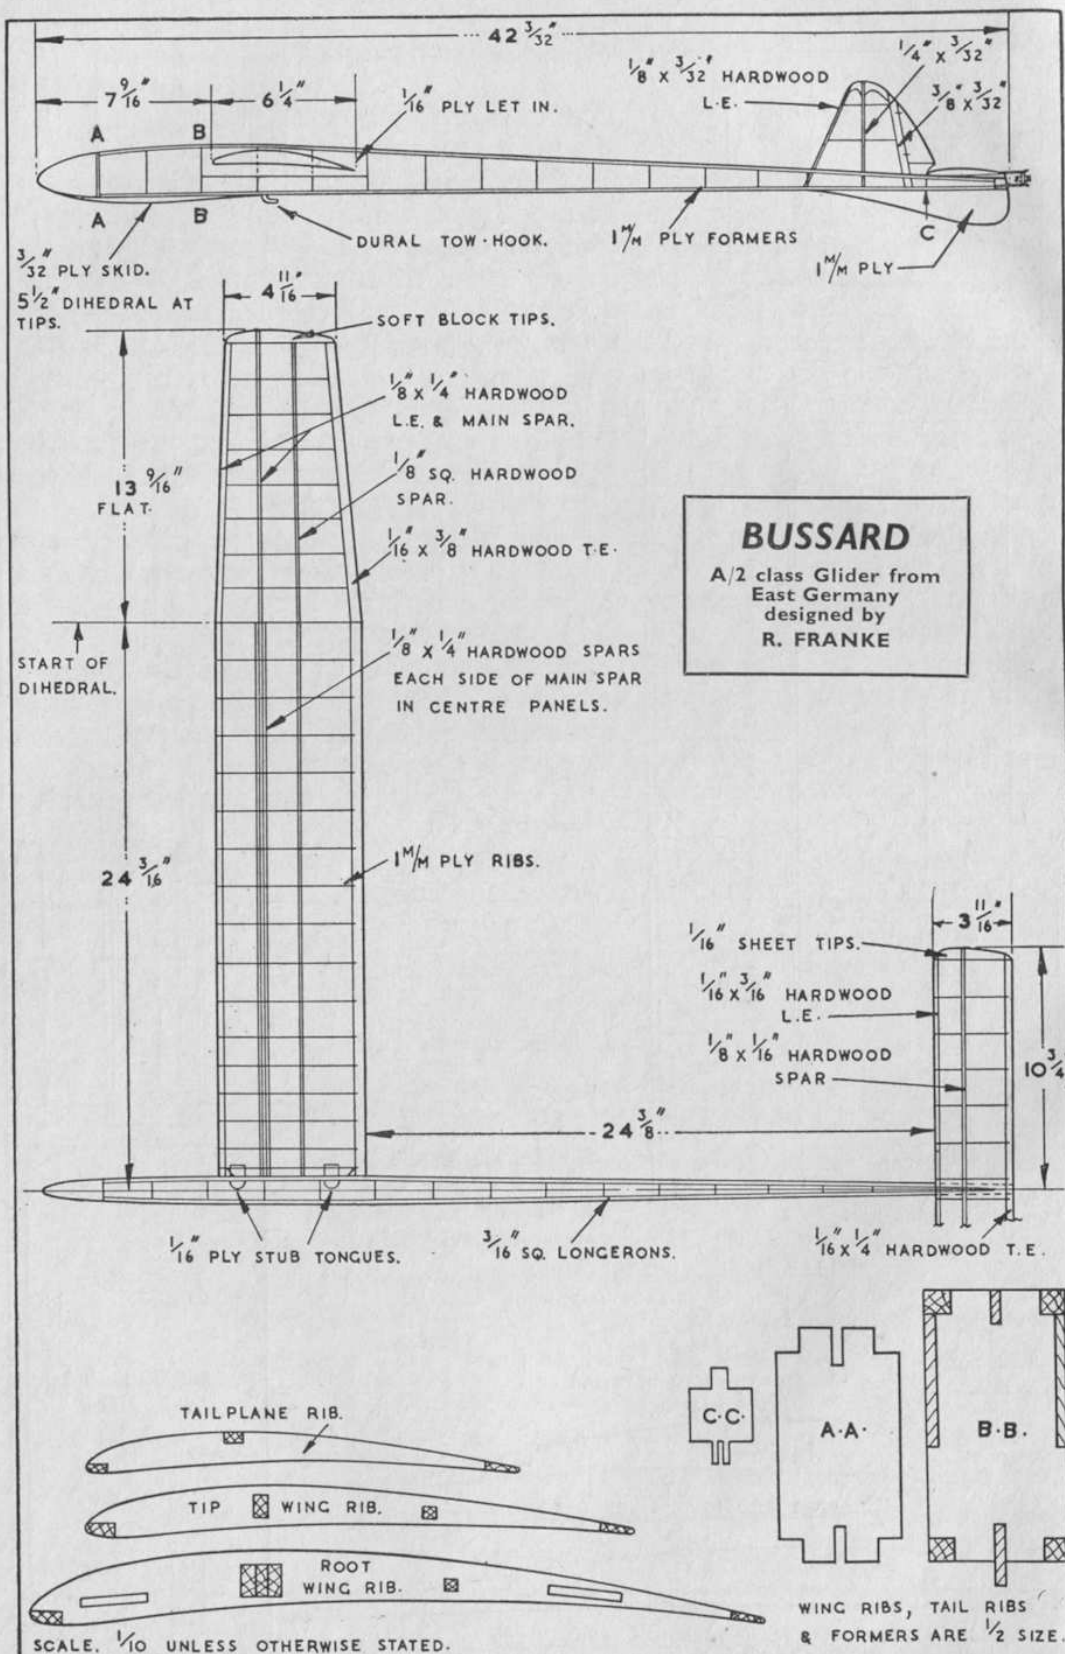 42 3/32"
7 9/16"
6 1/4"
1/16" PLY LET IN.
1/8" x 3/32" HARDWOOD
L.E.
1/4" x 3/32"
3/8" x 3/32"
A
B
A
B
C
3/32" PLY SKID.
DURAL TOW-HOOK.
1 M/M PLY FORMERS
1 M/M PLY
5 1/2" DIHEDRAL AT
TIPS.
4 11/16"
SOFT BLOCK TIPS.
1/8" x 1/4" HARDWOOD
L.E. & MAIN SPAR.
1/8" SQ. HARDWOOD
SPAR.
1/16" x 3/8" HARDWOOD T.E.
13 9/16"
FLAT.
BUSSARD
A/2 class Glider from
East Germany
designed by
R. FRANKE
START OF
DIHEDRAL.
1/8" x 1/4" HARDWOOD SPARS
EACH SIDE OF MAIN SPAR
IN CENTRE PANELS.
24 3/16"
1 M/M PLY RIBS.
3 11/16"
1/16" SHEET TIPS.
1/16" x 3/16" HARDWOOD
L.E.
1/8" x 1/16" HARDWOOD
SPAR
10 3/4
24 3/8"
1/16" PLY STUB TONGUES.
3/16" SQ. LONGERONS.
1/16" x 1/4" HARDWOOD T.E.
TAILPLANE RIB.
TIP WING RIB.
ROOT
WING RIB.
C.C.
A.A.
B.B.
SCALE. 1/10 UNLESS OTHERWISE STATED.
WING RIBS, TAIL RIBS
& FORMERS ARE 1/2 SIZE.